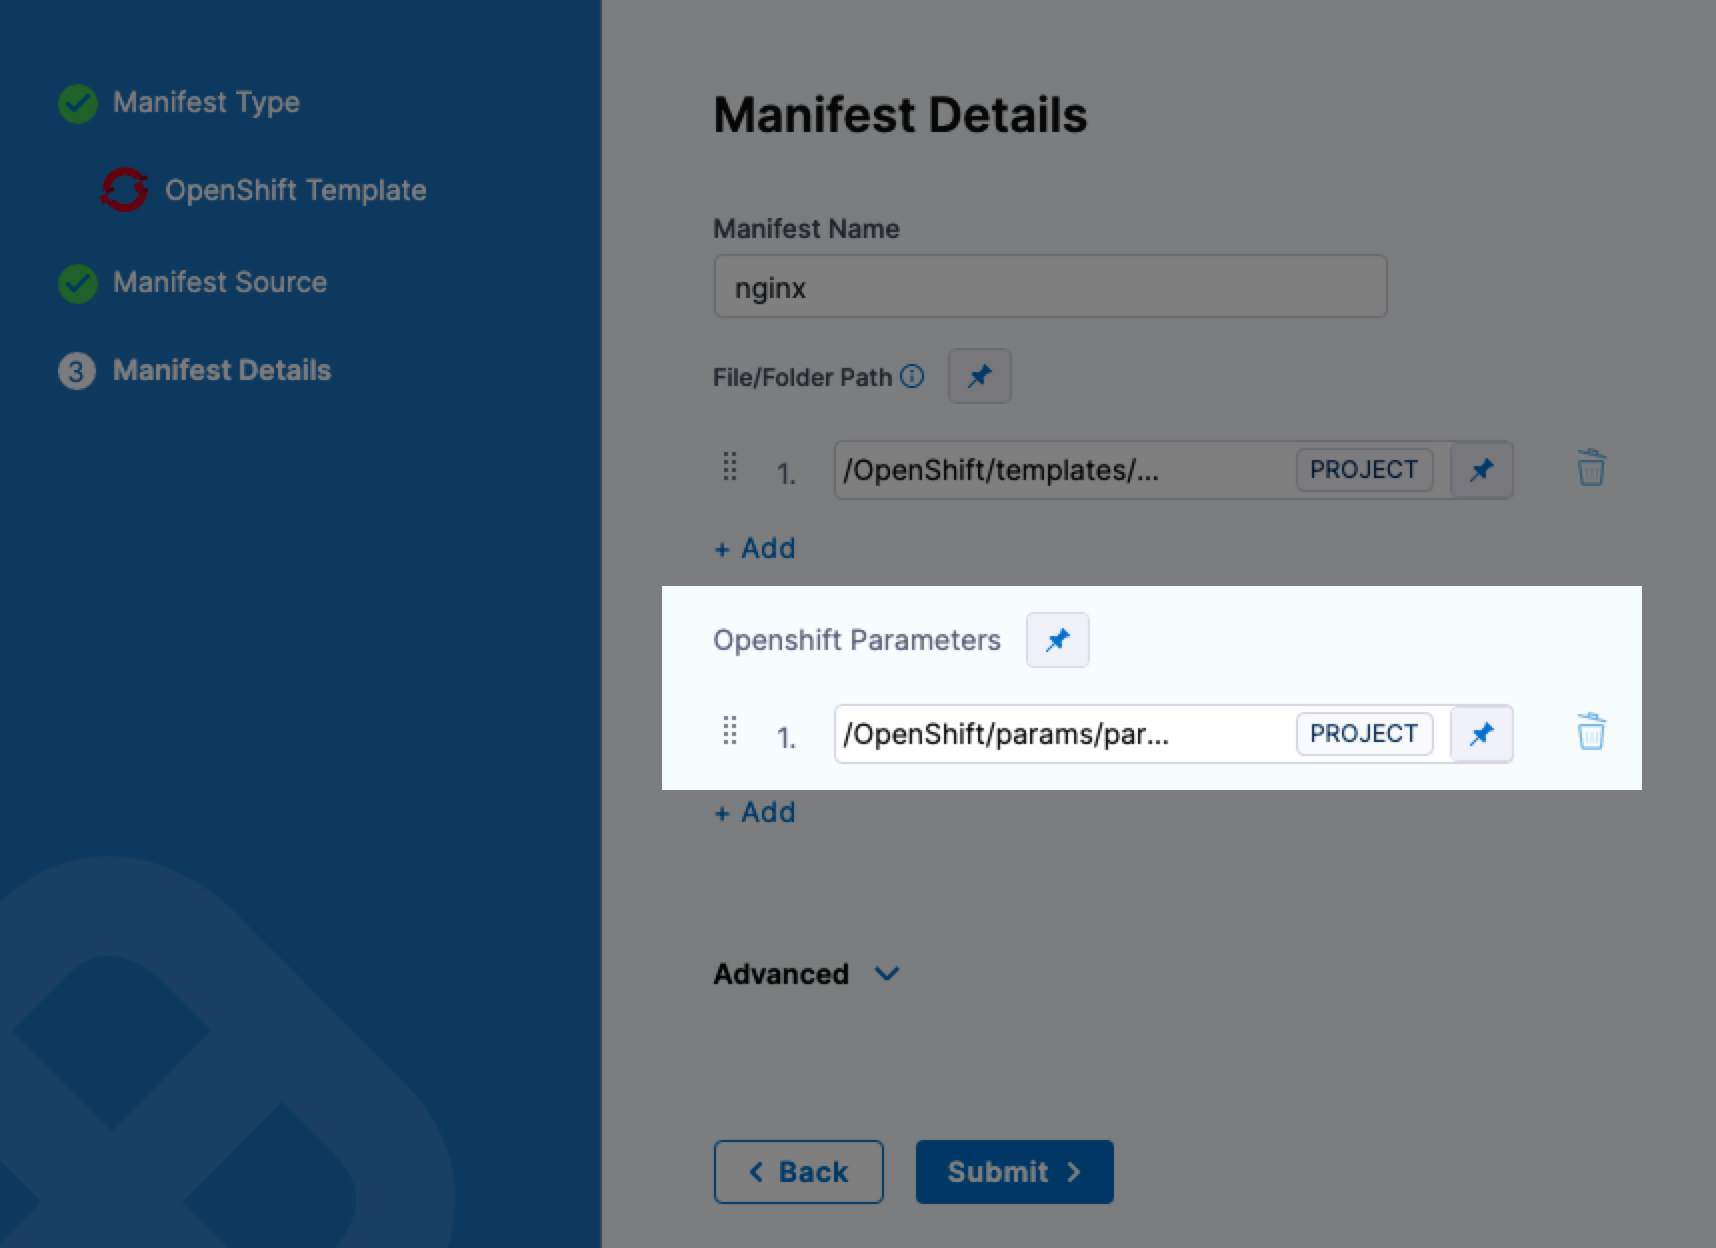 Manifest Type
OpenShift Template
Manifest Source
3 Manifest Details
Manifest Details
Manifest Name
nginx
File/Folder Path
1. /OpenShift/templates/... PROJECT
+ Add
Openshift Parameters
1. /OpenShift/params/par... PROJECT
+ Add
Advanced
Back Submit